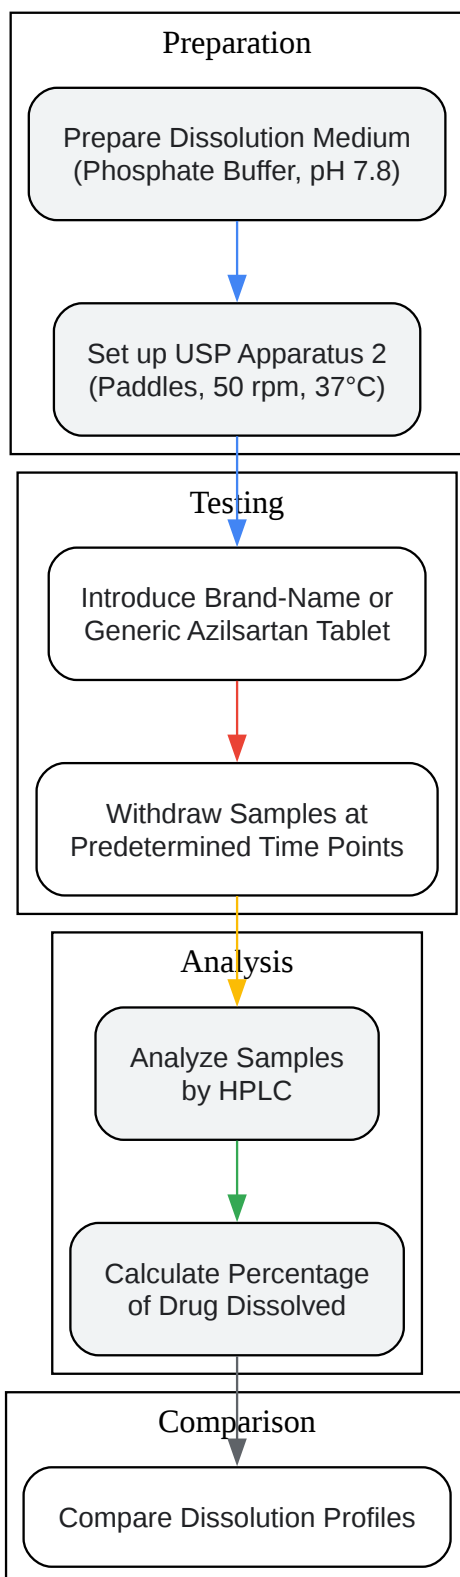 Preparation
Prepare Dissolution Medium
(Phosphate Buffer, pH 7.8)
Set up USP Apparatus 2
(Paddles, 50 rpm, 37°C)
Testing
Introduce Brand-Name or
Generic Azilsartan Tablet
Withdraw Samples at
Predetermined Time Points
Analysis
Analyze Samples
by HPLC
Calculate Percentage
of Drug Dissolved
Comparison
Compare Dissolution Profiles